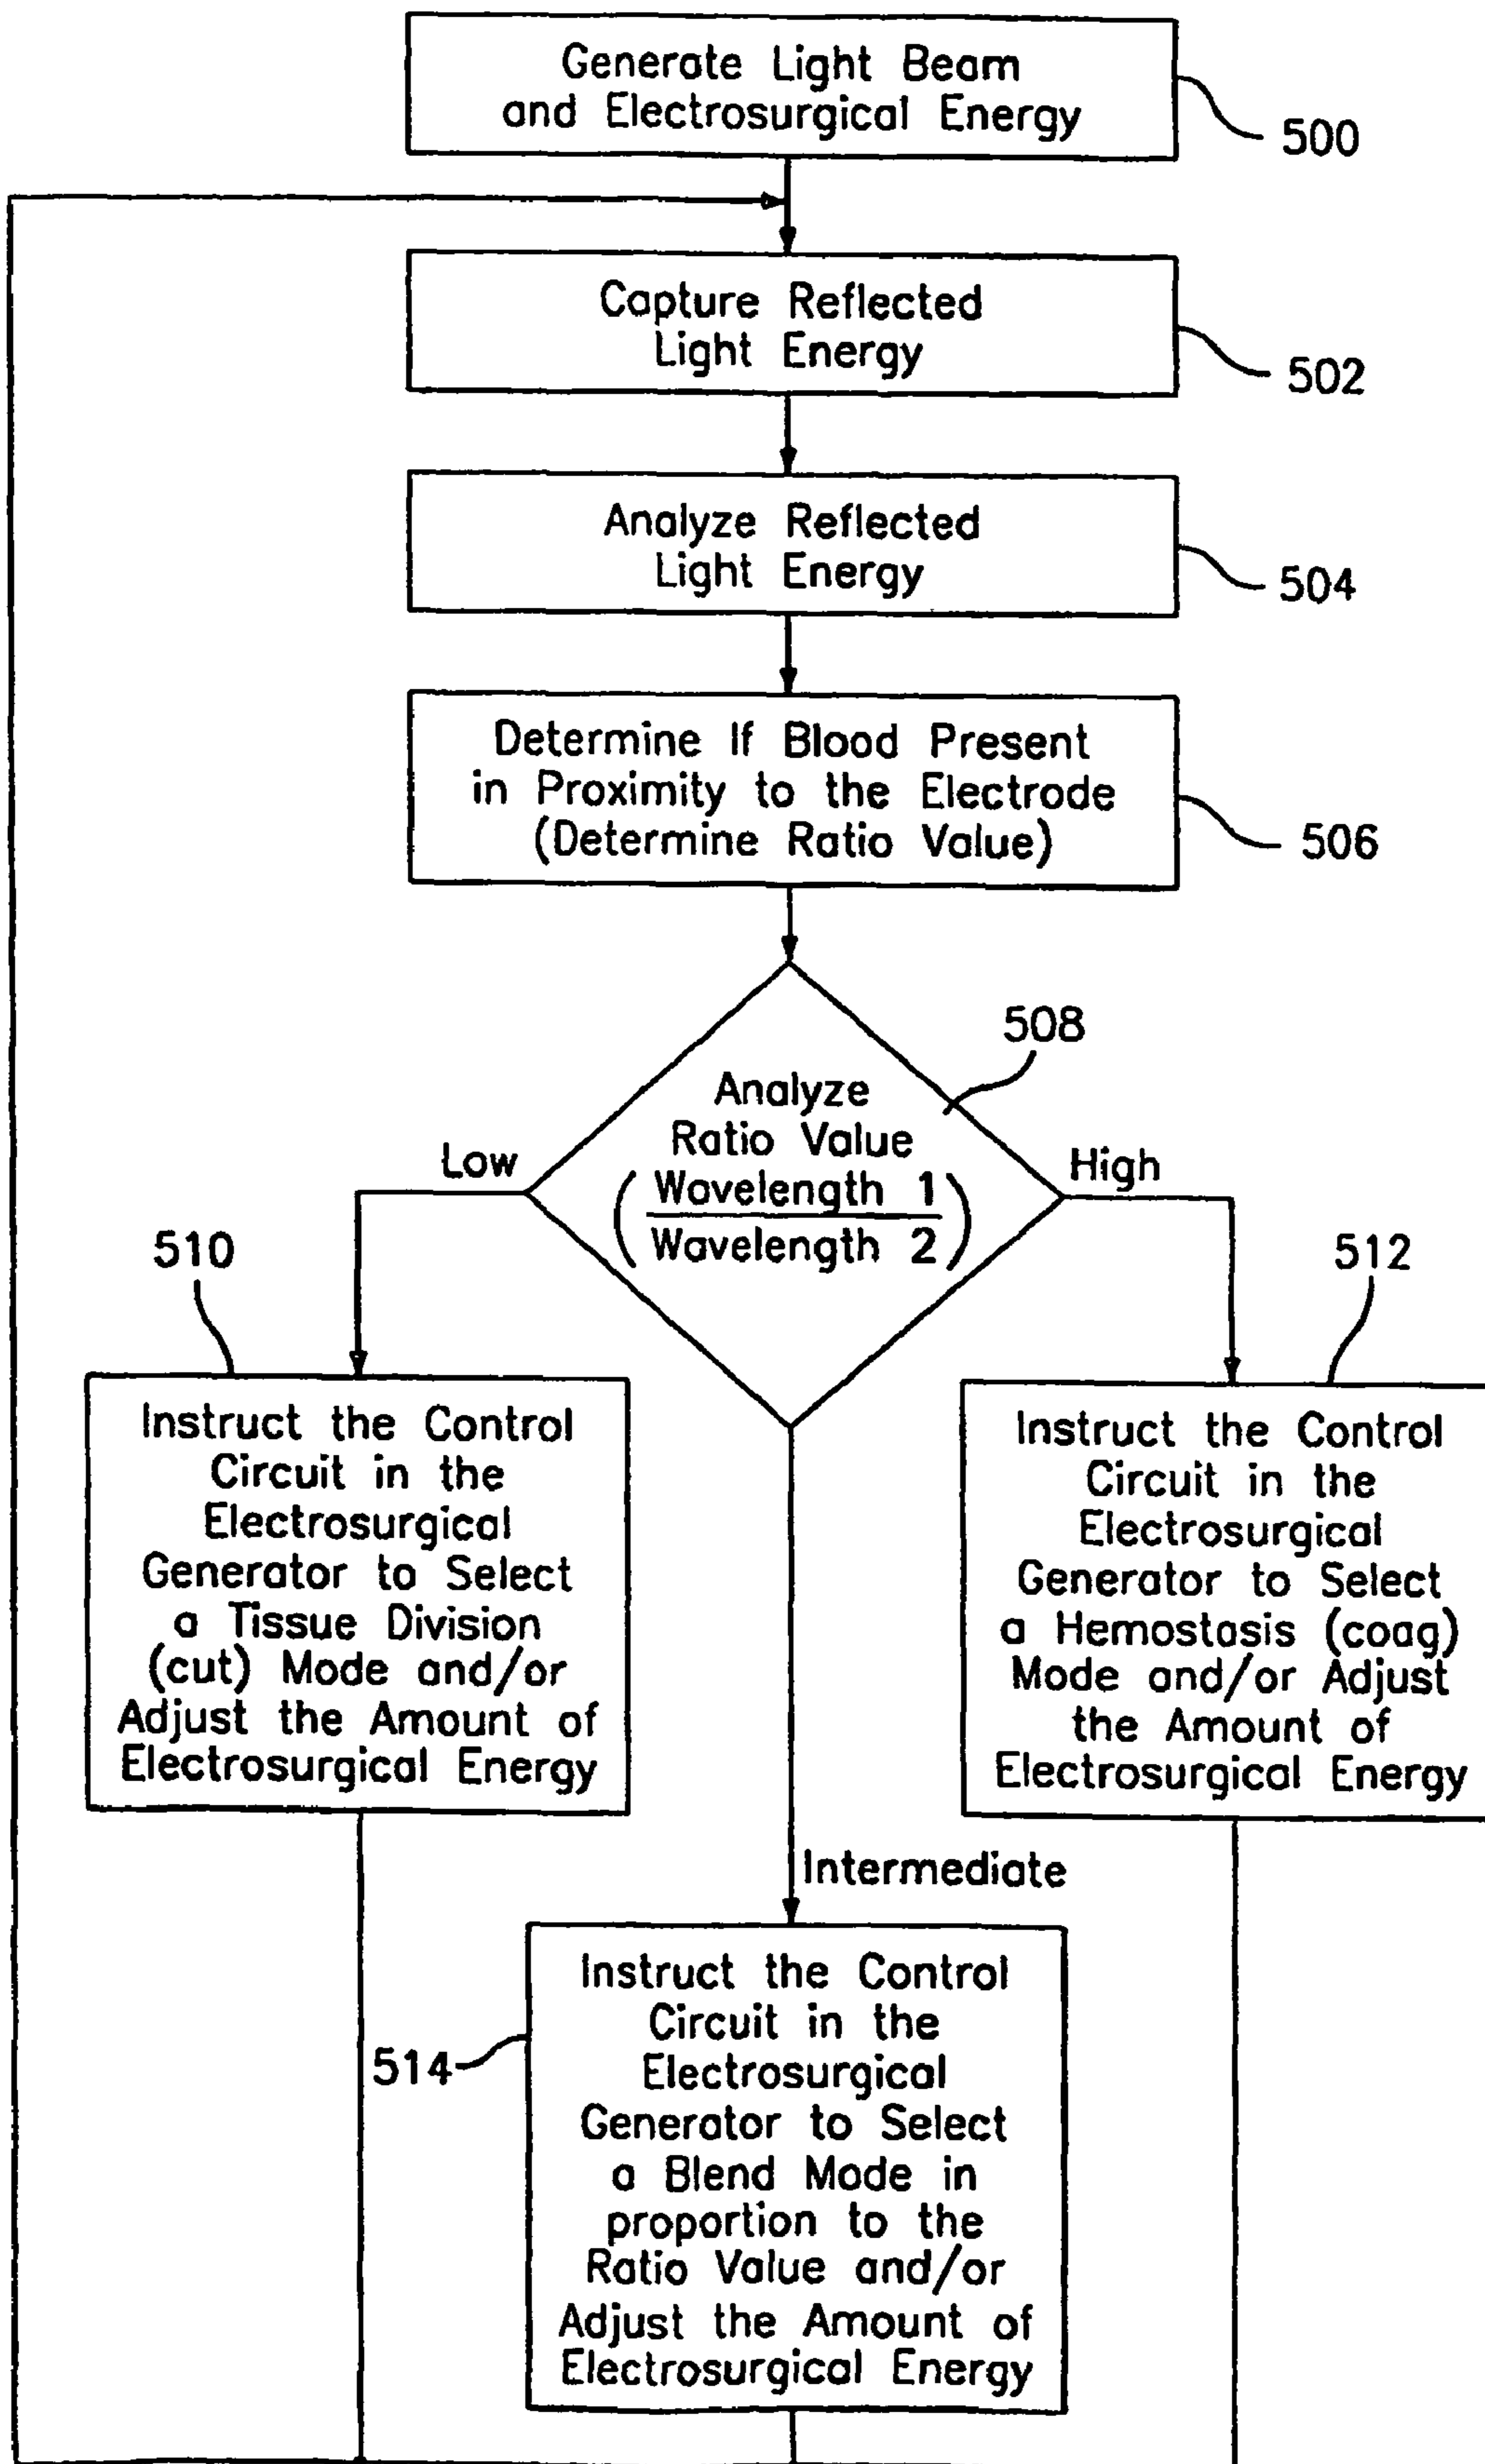 Generate Light Beam
and Electrosurgical Energy
500
Capture Reflected
Light Energy
502
Analyze Reflected
Light Energy
504
Determine If Blood Present
in Proximity to the Electrode
(Determine Ratio Value)
506
508
Analyze
Ratio Value
(Wavelength 1
Wavelength 2)
Low
High
510
512
Instruct the Control
Circuit in the
Electrosurgical
Generator to Select
a Tissue Division
(cut) Mode and/or
Adjust the Amount of
Electrosurgical Energy
Instruct the Control
Circuit in the
Electrosurgical
Generator to Select
a Hemostasis (coag)
Mode and/or Adjust
the Amount of
Electrosurgical Energy
Intermediate
514
Instruct the Control
Circuit in the
Electrosurgical
Generator to Select
a Blend Mode in
proportion to the
Ratio Value and/or
Adjust the Amount of
Electrosurgical Energy